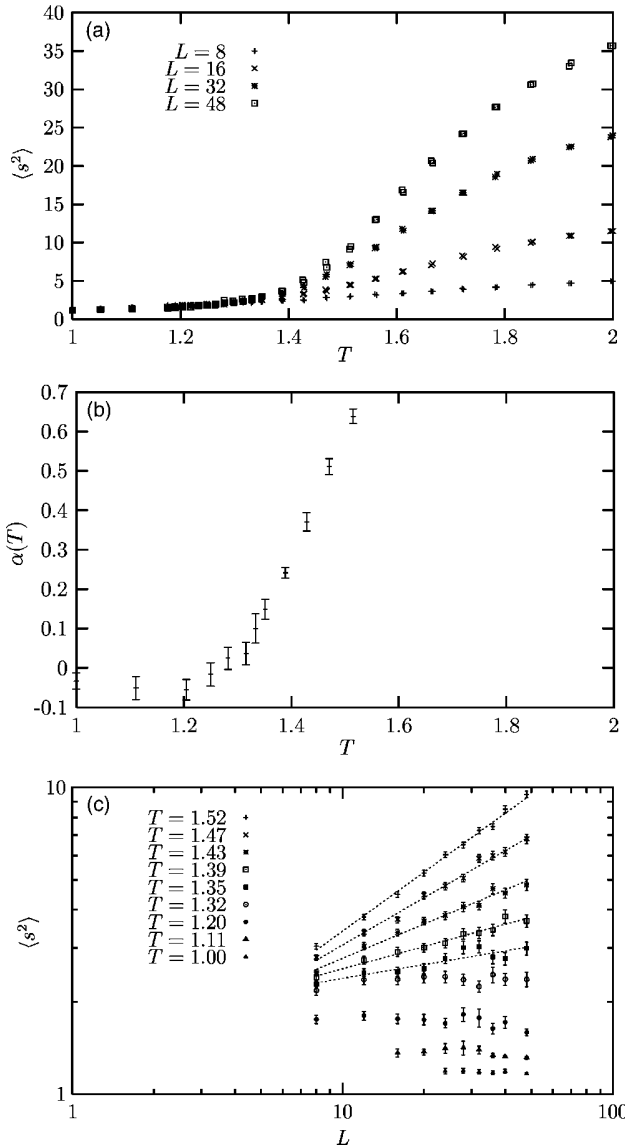 (a)
L = 8
L = 16
L = 32
L = 48
40
35
30
25
20
15
10
5
0
⟨s²⟩
1
1.2
1.4
1.6
1.8
2
T
(b)
0.7
0.6
0.5
0.4
0.3
0.2
0.1
0
-0.1
α(T)
1
1.2
1.4
1.6
1.8
2
T
(c)
T = 1.52
T = 1.47
T = 1.43
T = 1.39
T = 1.35
T = 1.32
T = 1.20
T = 1.11
T = 1.00
10
1
⟨s²⟩
1
10
100
L